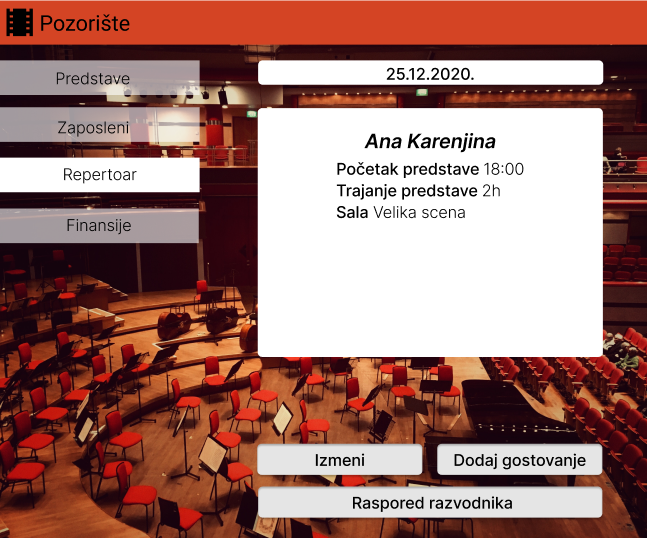 Pozorište
Predstave
Zaposleni
Repertoar
Finansije
25.12.2020.
Ana Karenjina
Početak predstave 18:00
Trajanje predstave 2h
Sala Velika scena
Izmeni
Dodaj gostovanje
Raspored razvodnika